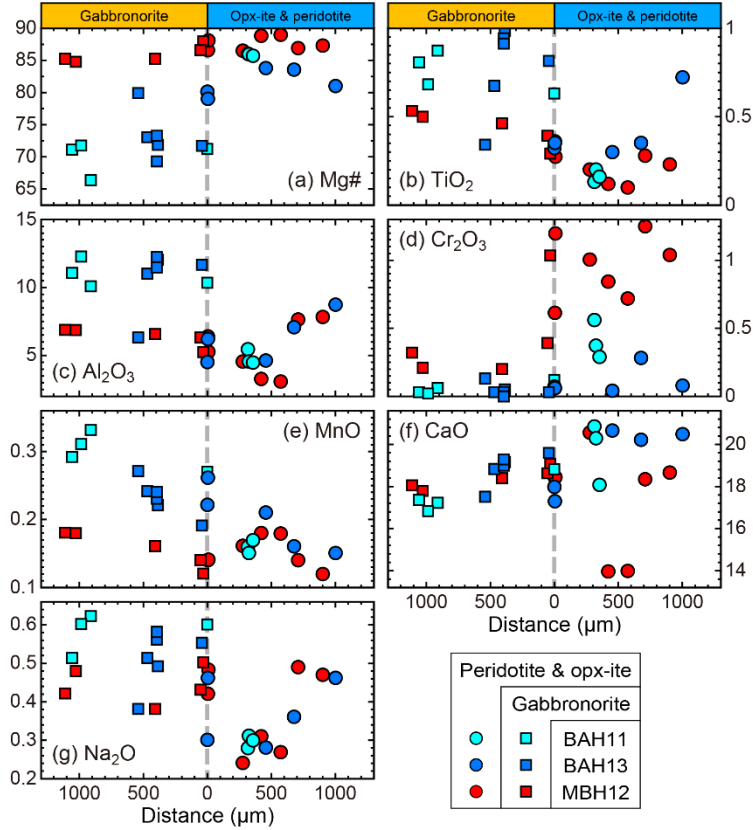 Gabbronorite Opx-ite & peridotite Gabbronorite Opx-ite & peridotite
90
85
80
75
70
65
(a) Mg#
1
0.5
0
(b) TiO₂
15
10
5
(c) Al₂O₃
1
0.5
0
(d) Cr₂O₃
0.3
0.2
0.1
(e) MnO
20
18
16
14
(f) CaO
1000 500 0 500 1000
Distance (μm)
0.6
0.5
0.4
0.3
0.2
(g) Na₂O
1000 500 0 500 1000
Distance (μm)
Peridotite & opx-ite
Gabbronorite
BAH11
BAH13
MBH12